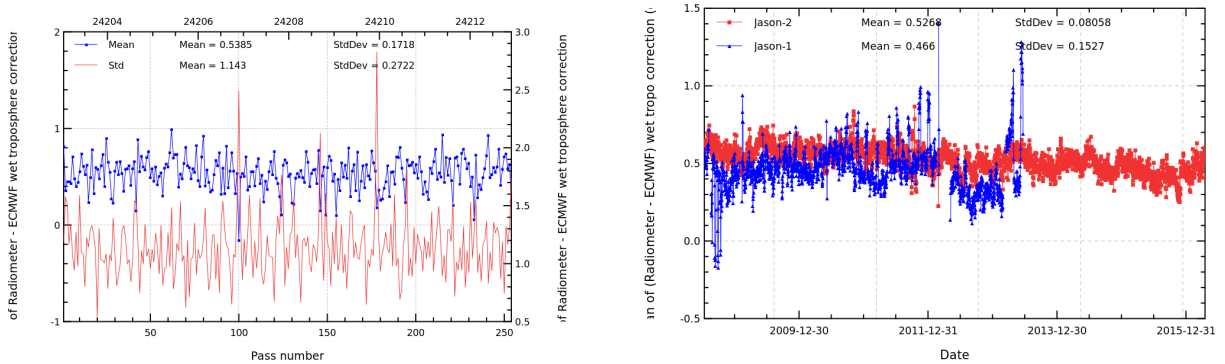 24204 24206 24208 24210 24212
Mean Mean = 0.5385 StdDev = 0.1718
Std Mean = 1.143 StdDev = 0.2722
2
1
0
-1
3.0
2.5
2.0
1.5
1.0
0.5
0.0
50 100 150 200 250
Pass number
of Radiometer - ECMWF wet troposphere correction
of Radiometer - ECMWF wet troposphere correction
Jason-2 Mean = 0.5268 StdDev = 0.08058
Jason-1 Mean = 0.466 StdDev = 0.1527
1.5
1.0
0.5
0.0
-0.5
2009-12-30 2011-12-31 2013-12-30 2015-12-31
Date
of (Radiometer - ECMWF) wet tropo correction (